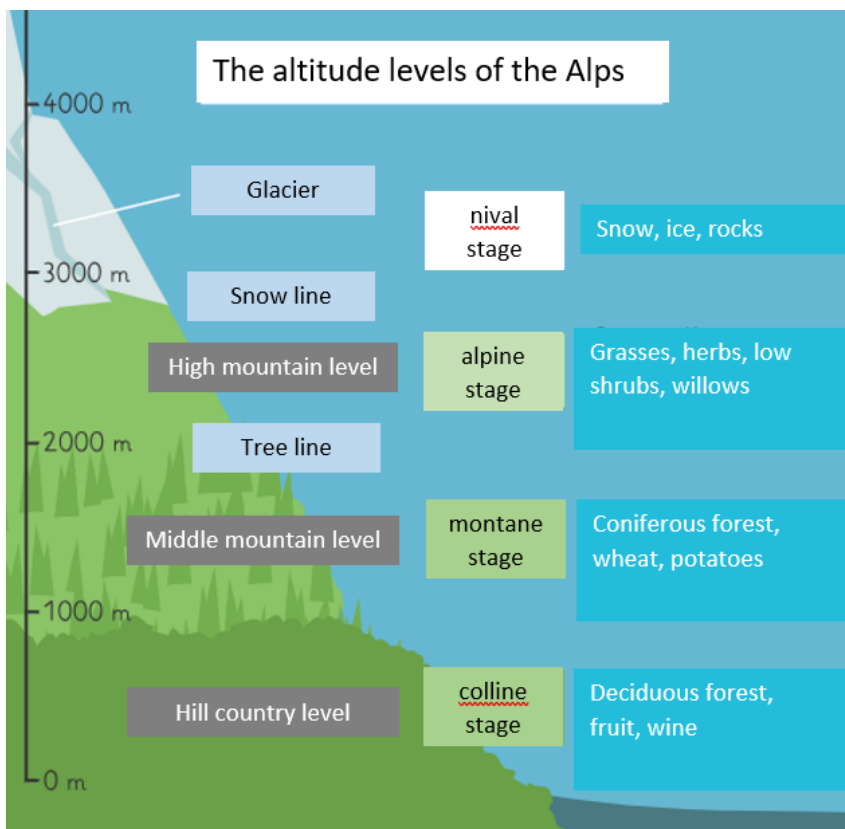 The altitude levels of the Alps
4000 m
Glacier
nival
stage
Snow, ice, rocks
3000 m
Snow line
High mountain level
alpine
stage
Grasses, herbs, low
shrubs, willows
2000 m
Tree line
Middle mountain level
montane
stage
Coniferous forest,
wheat, potatoes
1000 m
Hill country level
colline
stage
Deciduous forest,
fruit, wine
0 m